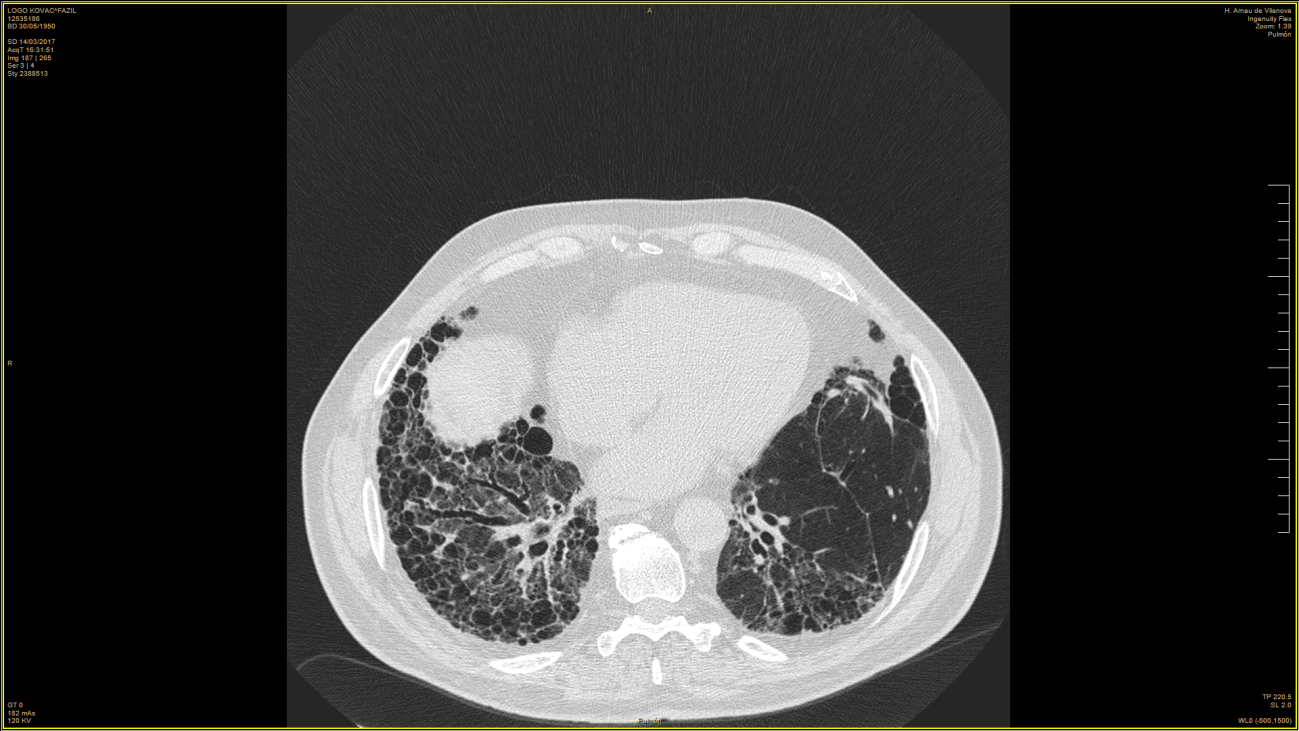 LOGO KOVAC^FAZIL
12535186
BD 30/05/1950
SD 14/03/2017
AcqT 16:31:51
Img 187 | 265
Ser 3 | 4
Sty 2388513
A
H. Arnau de Vilanova
Ingenuity Flex
Zoom: 1.39
Pulmón
R
GT 0
182 mAs
120 KV
Pulmón
TP 220.5
SL 2.0
WL0 (-500,1500)